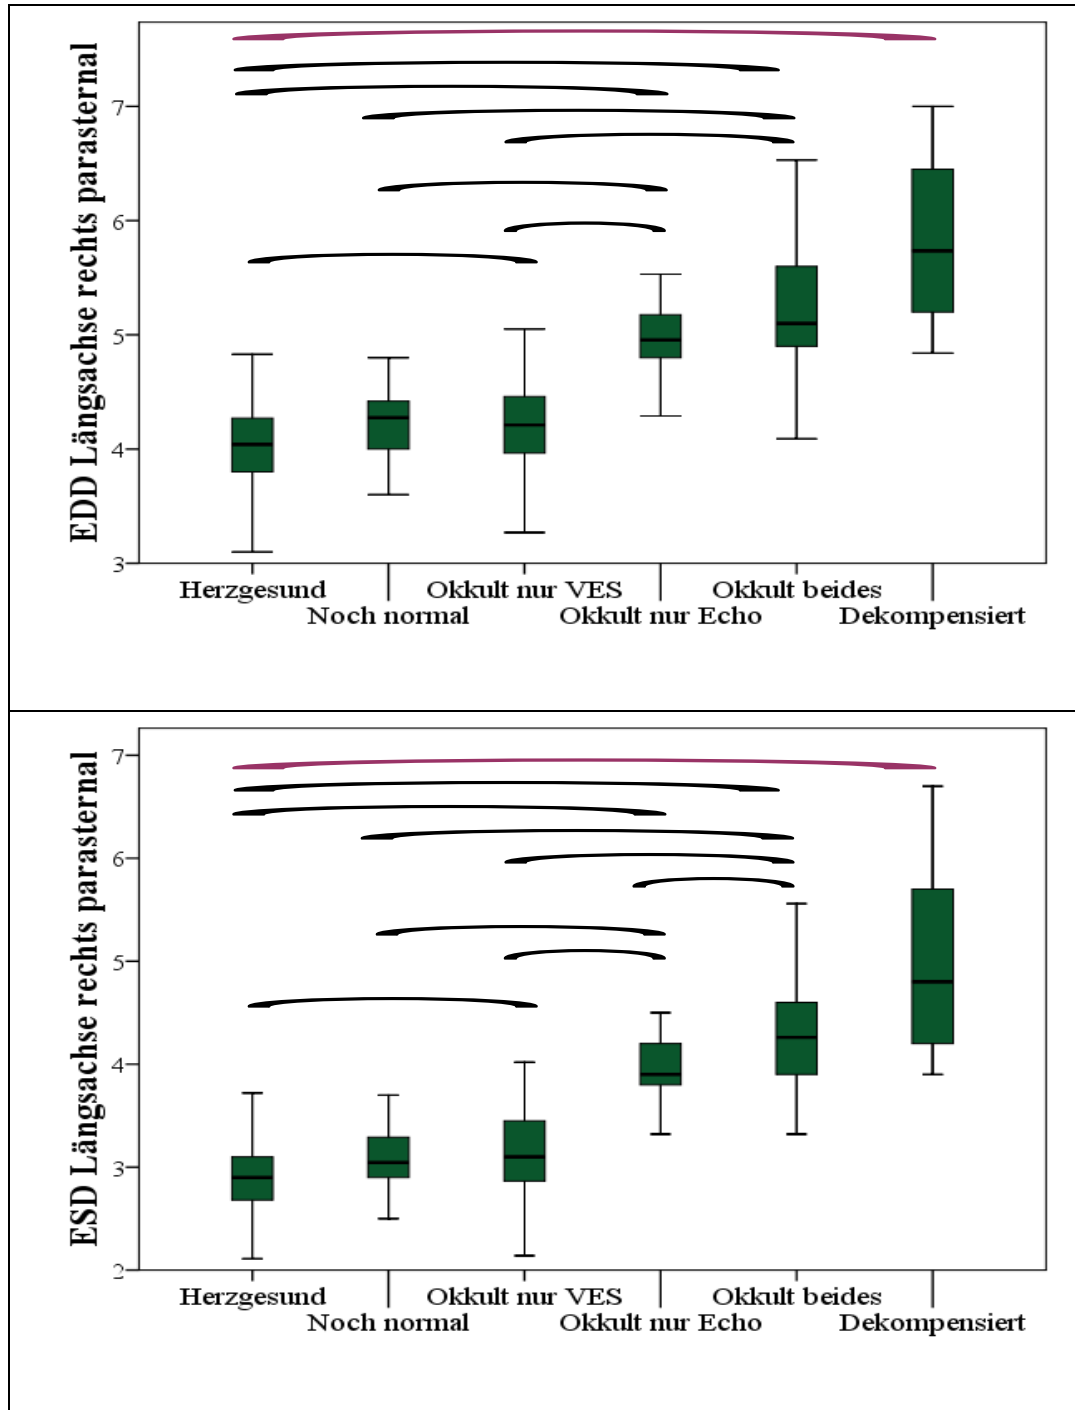 EDD Längsachse rechts parasternal
7
6
5
4
3
Herzgesund
Okkult nur VES
Okkult beides
Noch normal
Okkult nur Echo
Dekompensiert
ESD Längsachse rechts parasternal
7
6
5
4
3
2
Herzgesund
Okkult nur VES
Okkult beides
Noch normal
Okkult nur Echo
Dekompensiert